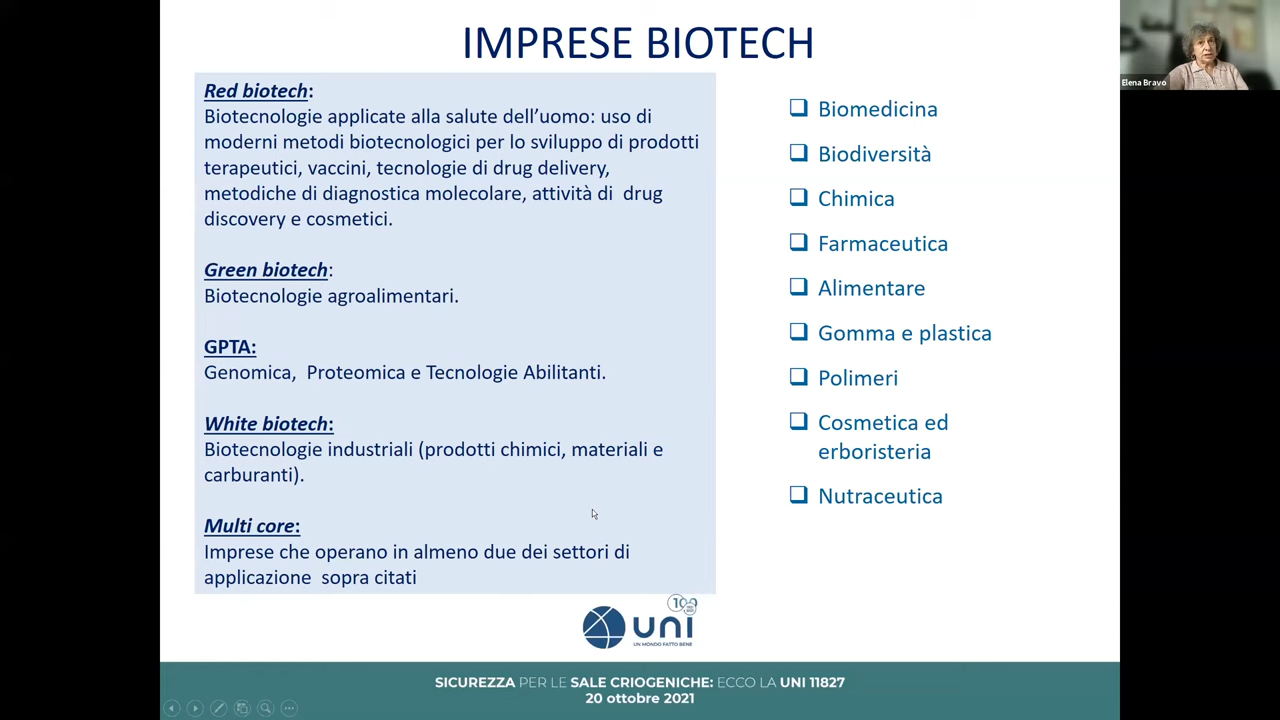 IMPRESE BIOTECH
Elena Bravo
Red biotech:
Biotecnologie applicate alla salute dell'uomo: uso di
moderni metodi biotecnologici per lo sviluppo di prodotti
terapeutici, vaccini, tecnologie di drug delivery,
metodiche di diagnostica molecolare, attività di drug
discovery e cosmetici.
Green biotech:
Biotecnologie agroalimentari.
GPTA:
Genomica, Proteomica e Tecnologie Abilitanti.
White biotech:
Biotecnologie industriali (prodotti chimici, materiali e
carburanti).
Multi core:
Imprese che operano in almeno due dei settori di
applicazione sopra citati
Biomedicina
Biodiversità
Chimica
Farmaceutica
Alimentare
Gomma e plastica
Polimeri
Cosmetica ed
erboristeria
Nutraceutica
100
uni
UN MONDO FATTO BENE
SICUREZZA PER LE SALE CRIOGENICHE: ECCO LA UNI 11827
20 ottobre 2021